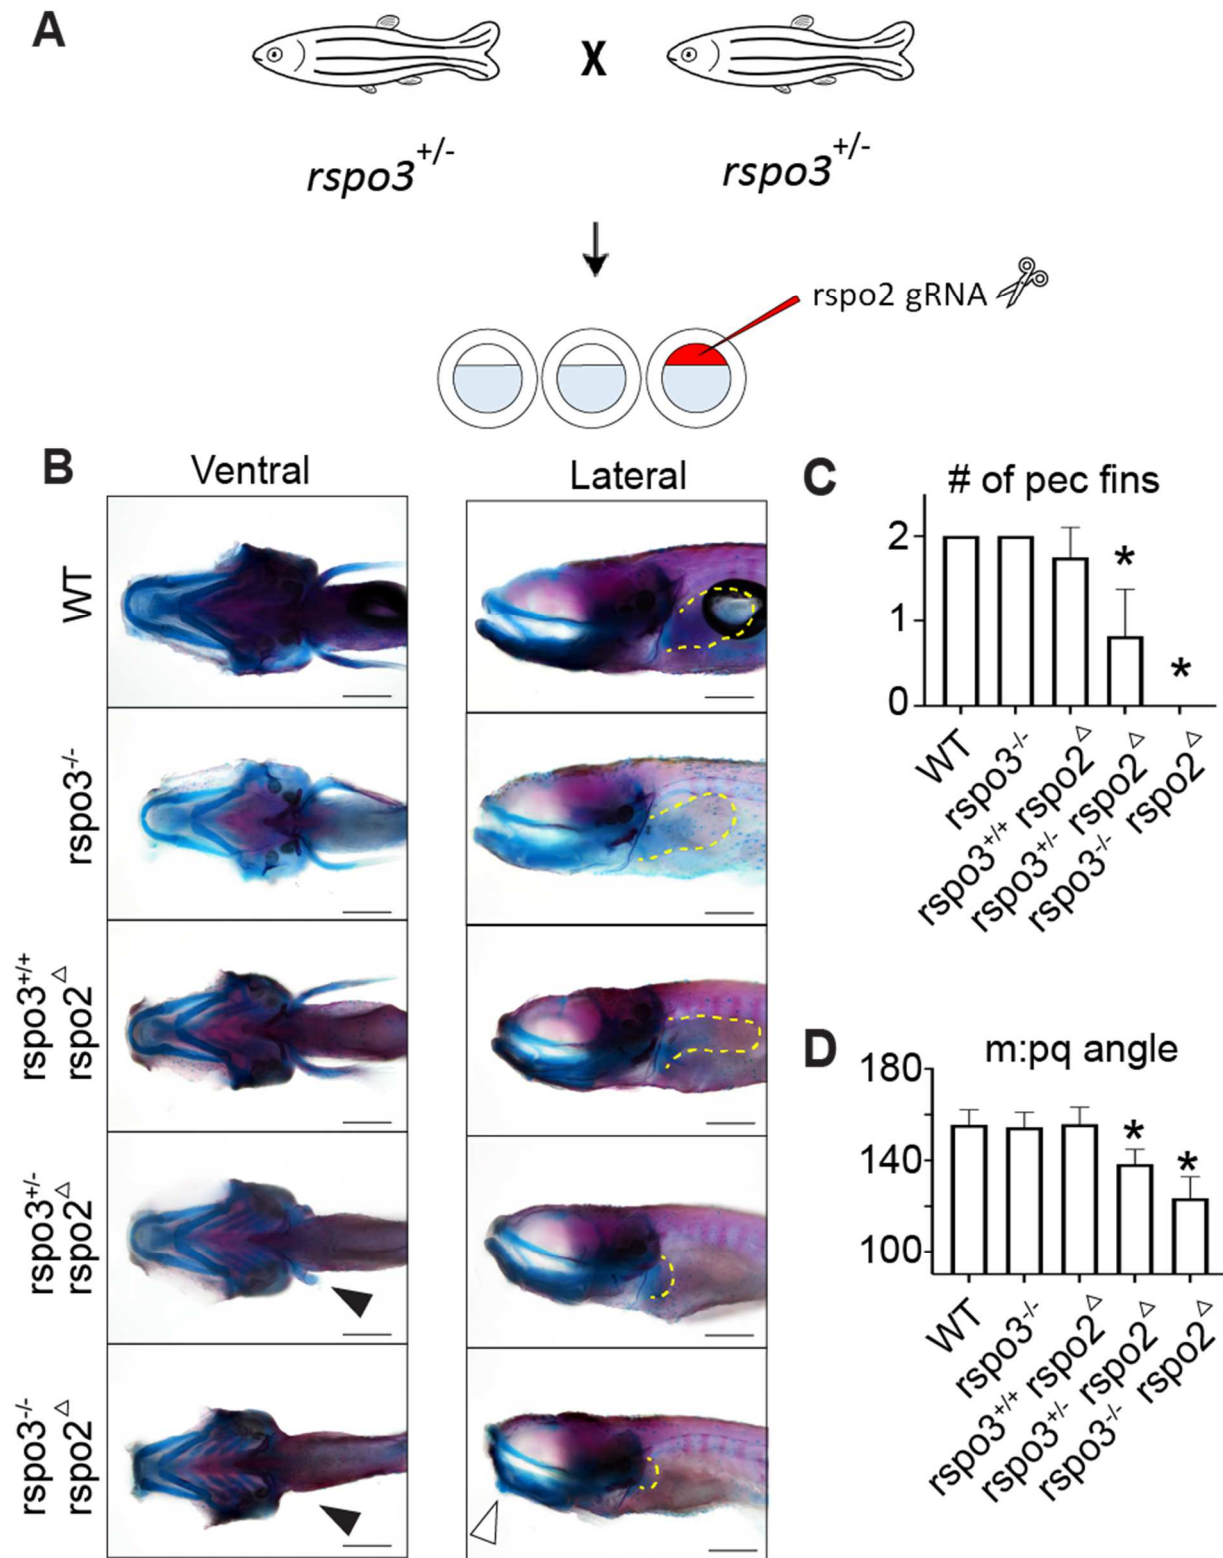 A
X
rspo3+/-
rspo3+/-
rspo2 gRNA
B
Ventral
Lateral
WT
rspo3-/-
rspo3+/+
rspo2△
rspo3+/-
rspo2△
rspo3-/-
rspo2△
C
# of pec fins
2
1
0
*
*
WT
rspo3-/-
rspo3+/+ rspo2△
rspo3+/- rspo2△
rspo3-/- rspo2△
D
m:pq angle
180
140
100
*
*
WT
rspo3-/-
rspo3+/+ rspo2△
rspo3+/- rspo2△
rspo3-/- rspo2△